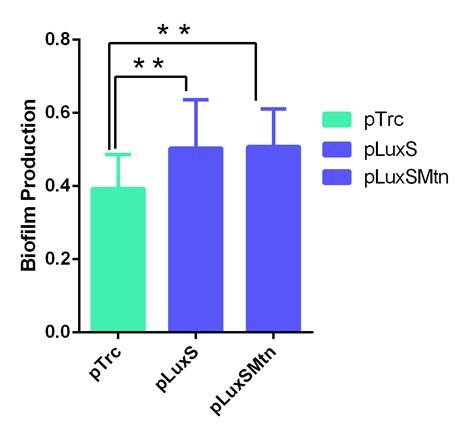 Biofilm Production
0.8
0.6
0.4
0.2
0.0
* *
* *
pTrc
pLuxS
pLuxSMtn
pTrc
pLuxS
pLuxSMtn